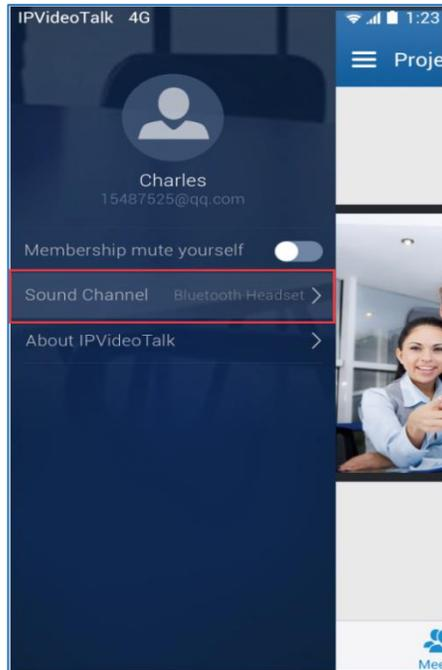 IPVideoTalk 4G
1:23
Proje
Charles
15487525@qq.com
Membership mute yourself
Sound Channel Bluetooth Headset
About IPVideoTalk
Mee